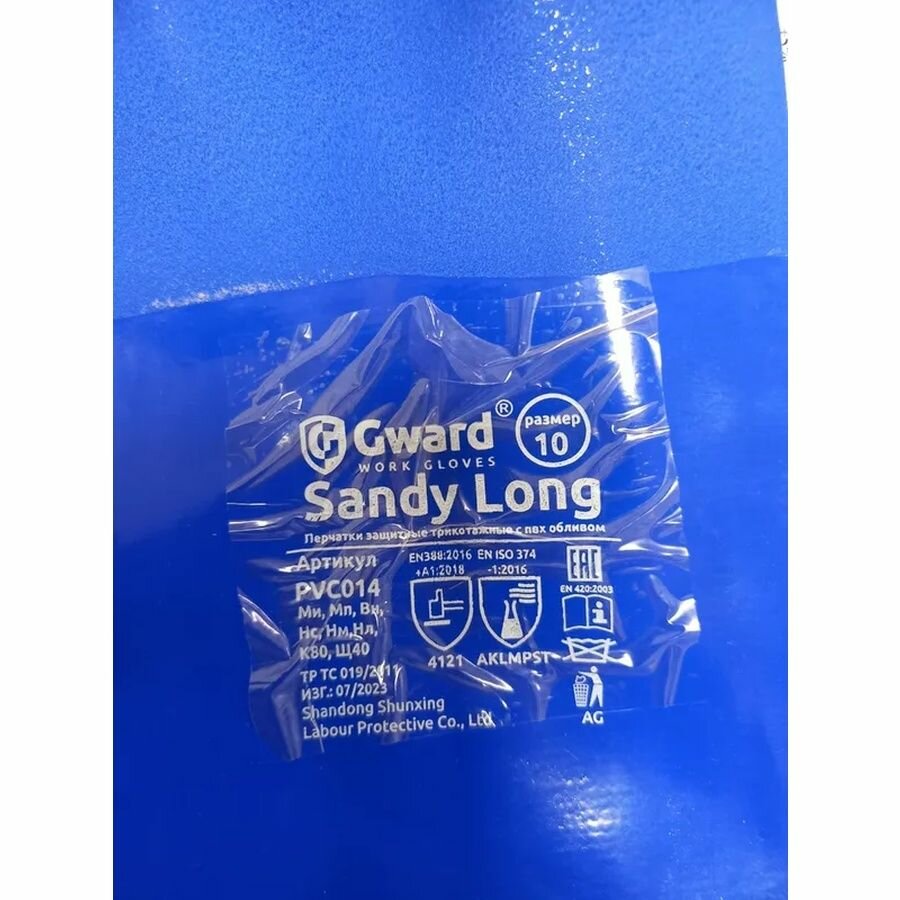 Gward®
WORK GLOVES
размер
10
Sandy Long
Перчатки защитные трикотажные с пвх обливом
Артикул
PVC014
Ми, Мп, Вн,
Нс, Нм,Нл,
К80, Щ40
ТР ТС 019/2011
ИЗГ.: 07/2023
Shandong Shunxing
Labour Protective Co., Ltd
EN388:2016
+A1:2018
4121
EN ISO 374
-1:2016
AKLMPST
EAC
EN 420:2003
i
AG